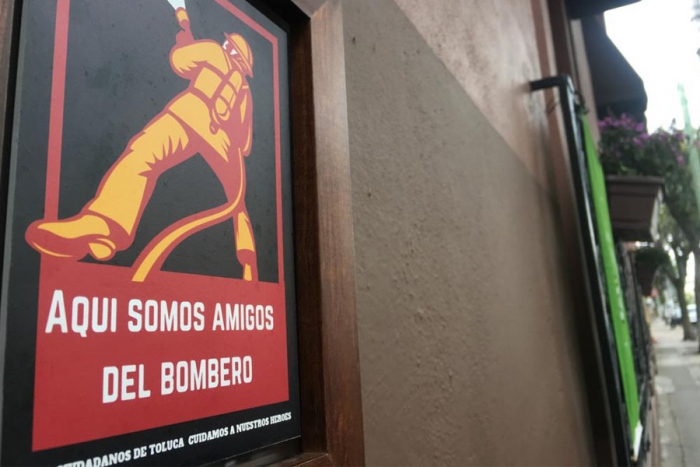 AQUI SOMOS AMIGOS
DEL BOMBERO
CIUDADANOS DE TOLUCA CUIDAMOS A NUESTROS HEROES